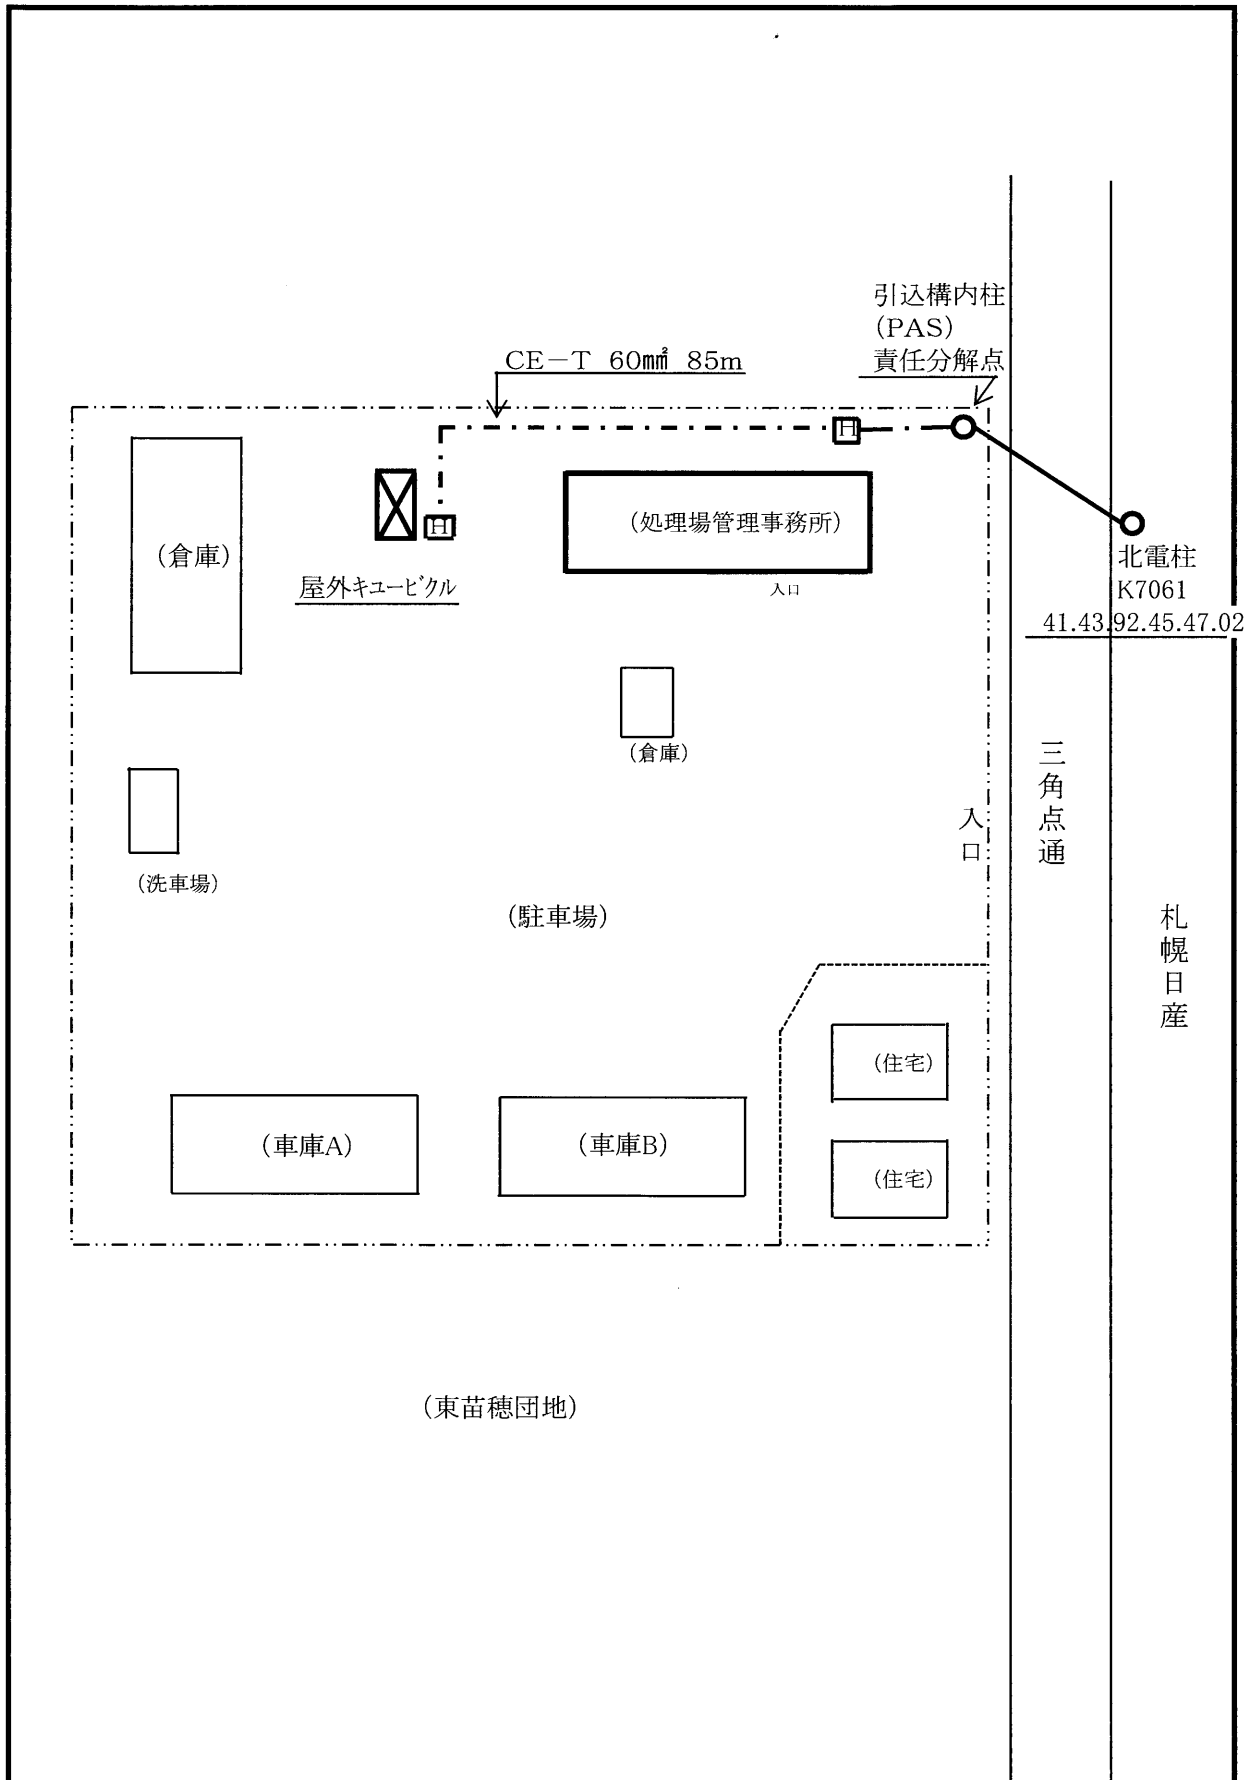 引込構内柱
(PAS)
責任分解点
CE−T 60㎟ 85m
H
(処理場管理事務所)
H
(倉庫)
北電柱
K7061
41.43.92.45.47.02
屋外キュービクル
入口
(倉庫)
三角点通
入口
(洗車場)
(駐車場)
札幌日産
(住宅)
(車庫A)
(車庫B)
(住宅)
(東苗穂団地)